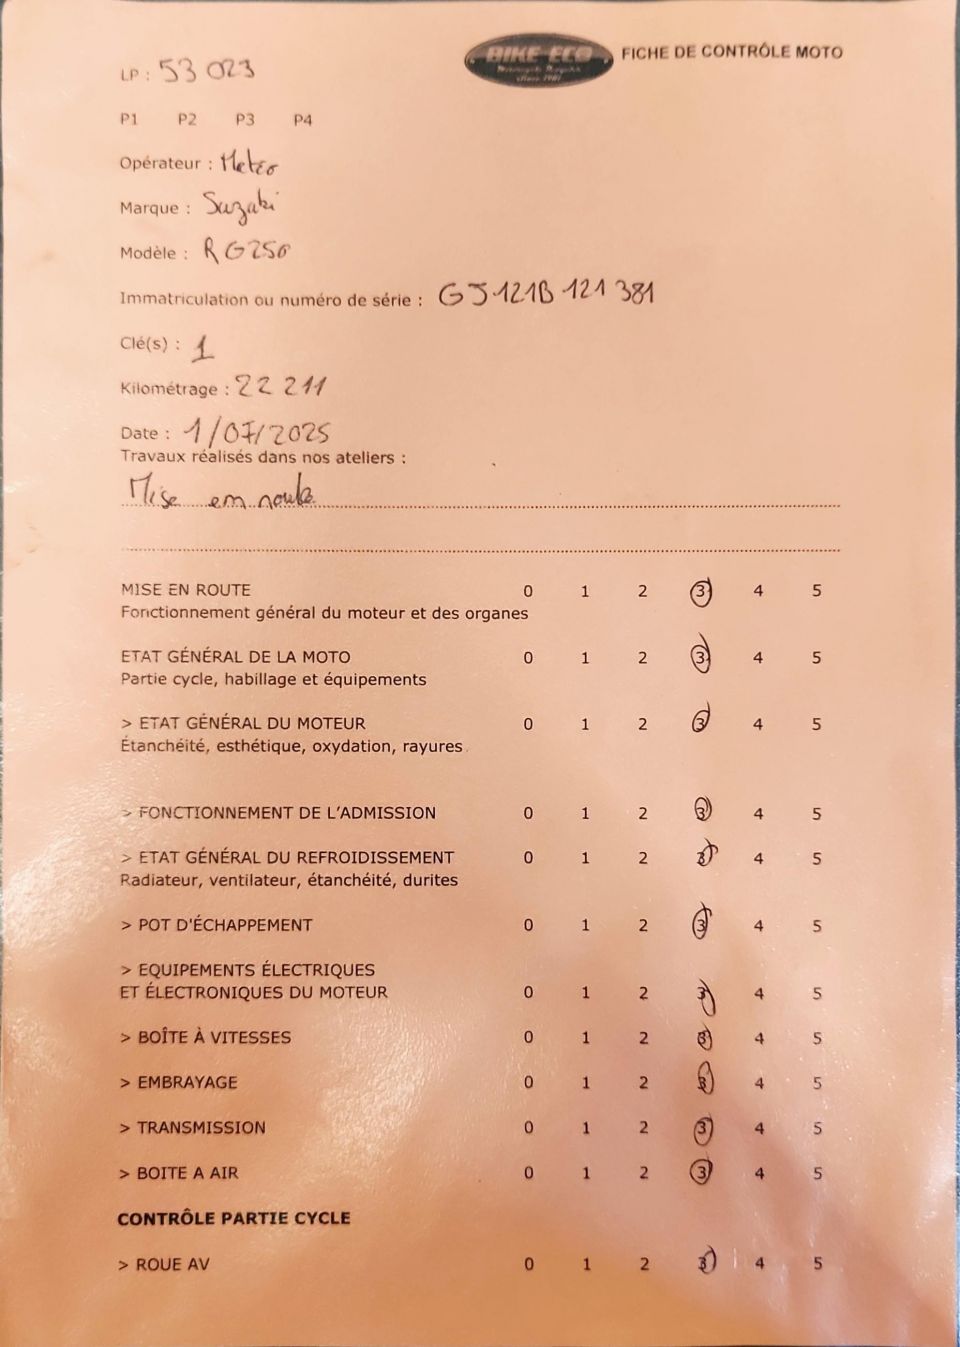 BIKE-ECO
FICHE DE CONTRÔLE MOTO
LP : 53 023
P1 P2 P3 P4
Opérateur : Meteo
Marque : Suzuki
Modèle : RG250
Immatriculation ou numéro de série : GJ121B 121 381
Clé(s) : 1
Kilométrage : 22 211
Date : 1/07/2025
Travaux réalisés dans nos ateliers :
Mise en route
MISE EN ROUTE 0 1 2 3 4 5
Fonctionnement général du moteur et des organes
ETAT GÉNÉRAL DE LA MOTO 0 1 2 3 4 5
Partie cycle, habillage et équipements
> ETAT GÉNÉRAL DU MOTEUR 0 1 2 3 4 5
Étanchéité, esthétique, oxydation, rayures
> FONCTIONNEMENT DE L'ADMISSION 0 1 2 3 4 5
> ETAT GÉNÉRAL DU REFROIDISSEMENT 0 1 2 3 4 5
Radiateur, ventilateur, étanchéité, durites
> POT D'ÉCHAPPEMENT 0 1 2 3 4 5
> EQUIPEMENTS ÉLECTRIQUES
ET ÉLECTRONIQUES DU MOTEUR 0 1 2 3 4 5
> BOÎTE À VITESSES 0 1 2 3 4 5
> EMBRAYAGE 0 1 2 3 4 5
> TRANSMISSION 0 1 2 3 4 5
> BOITE A AIR 0 1 2 3 4 5
CONTRÔLE PARTIE CYCLE
> ROUE AV 0 1 2 3 4 5